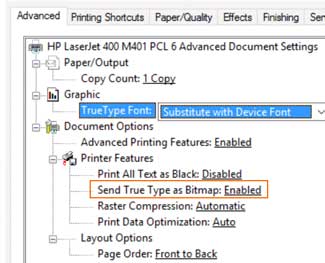 Advanced Printing Shortcuts Paper/Quality Effects Finishing
HP LaserJet 400 M401 PCL 6 Advanced Document Settings
Paper/Output
Copy Count: 1 Copy
Graphic
TrueType Font: Substitute with Device Font
Document Options
Advanced Printing Features: Enabled
Printer Features
Print All Text as Black: Disabled
Send True Type as Bitmap: Enabled
Raster Compression: Automatic
Print Data Optimization: Auto
Layout Options
Page Order: Front to Back